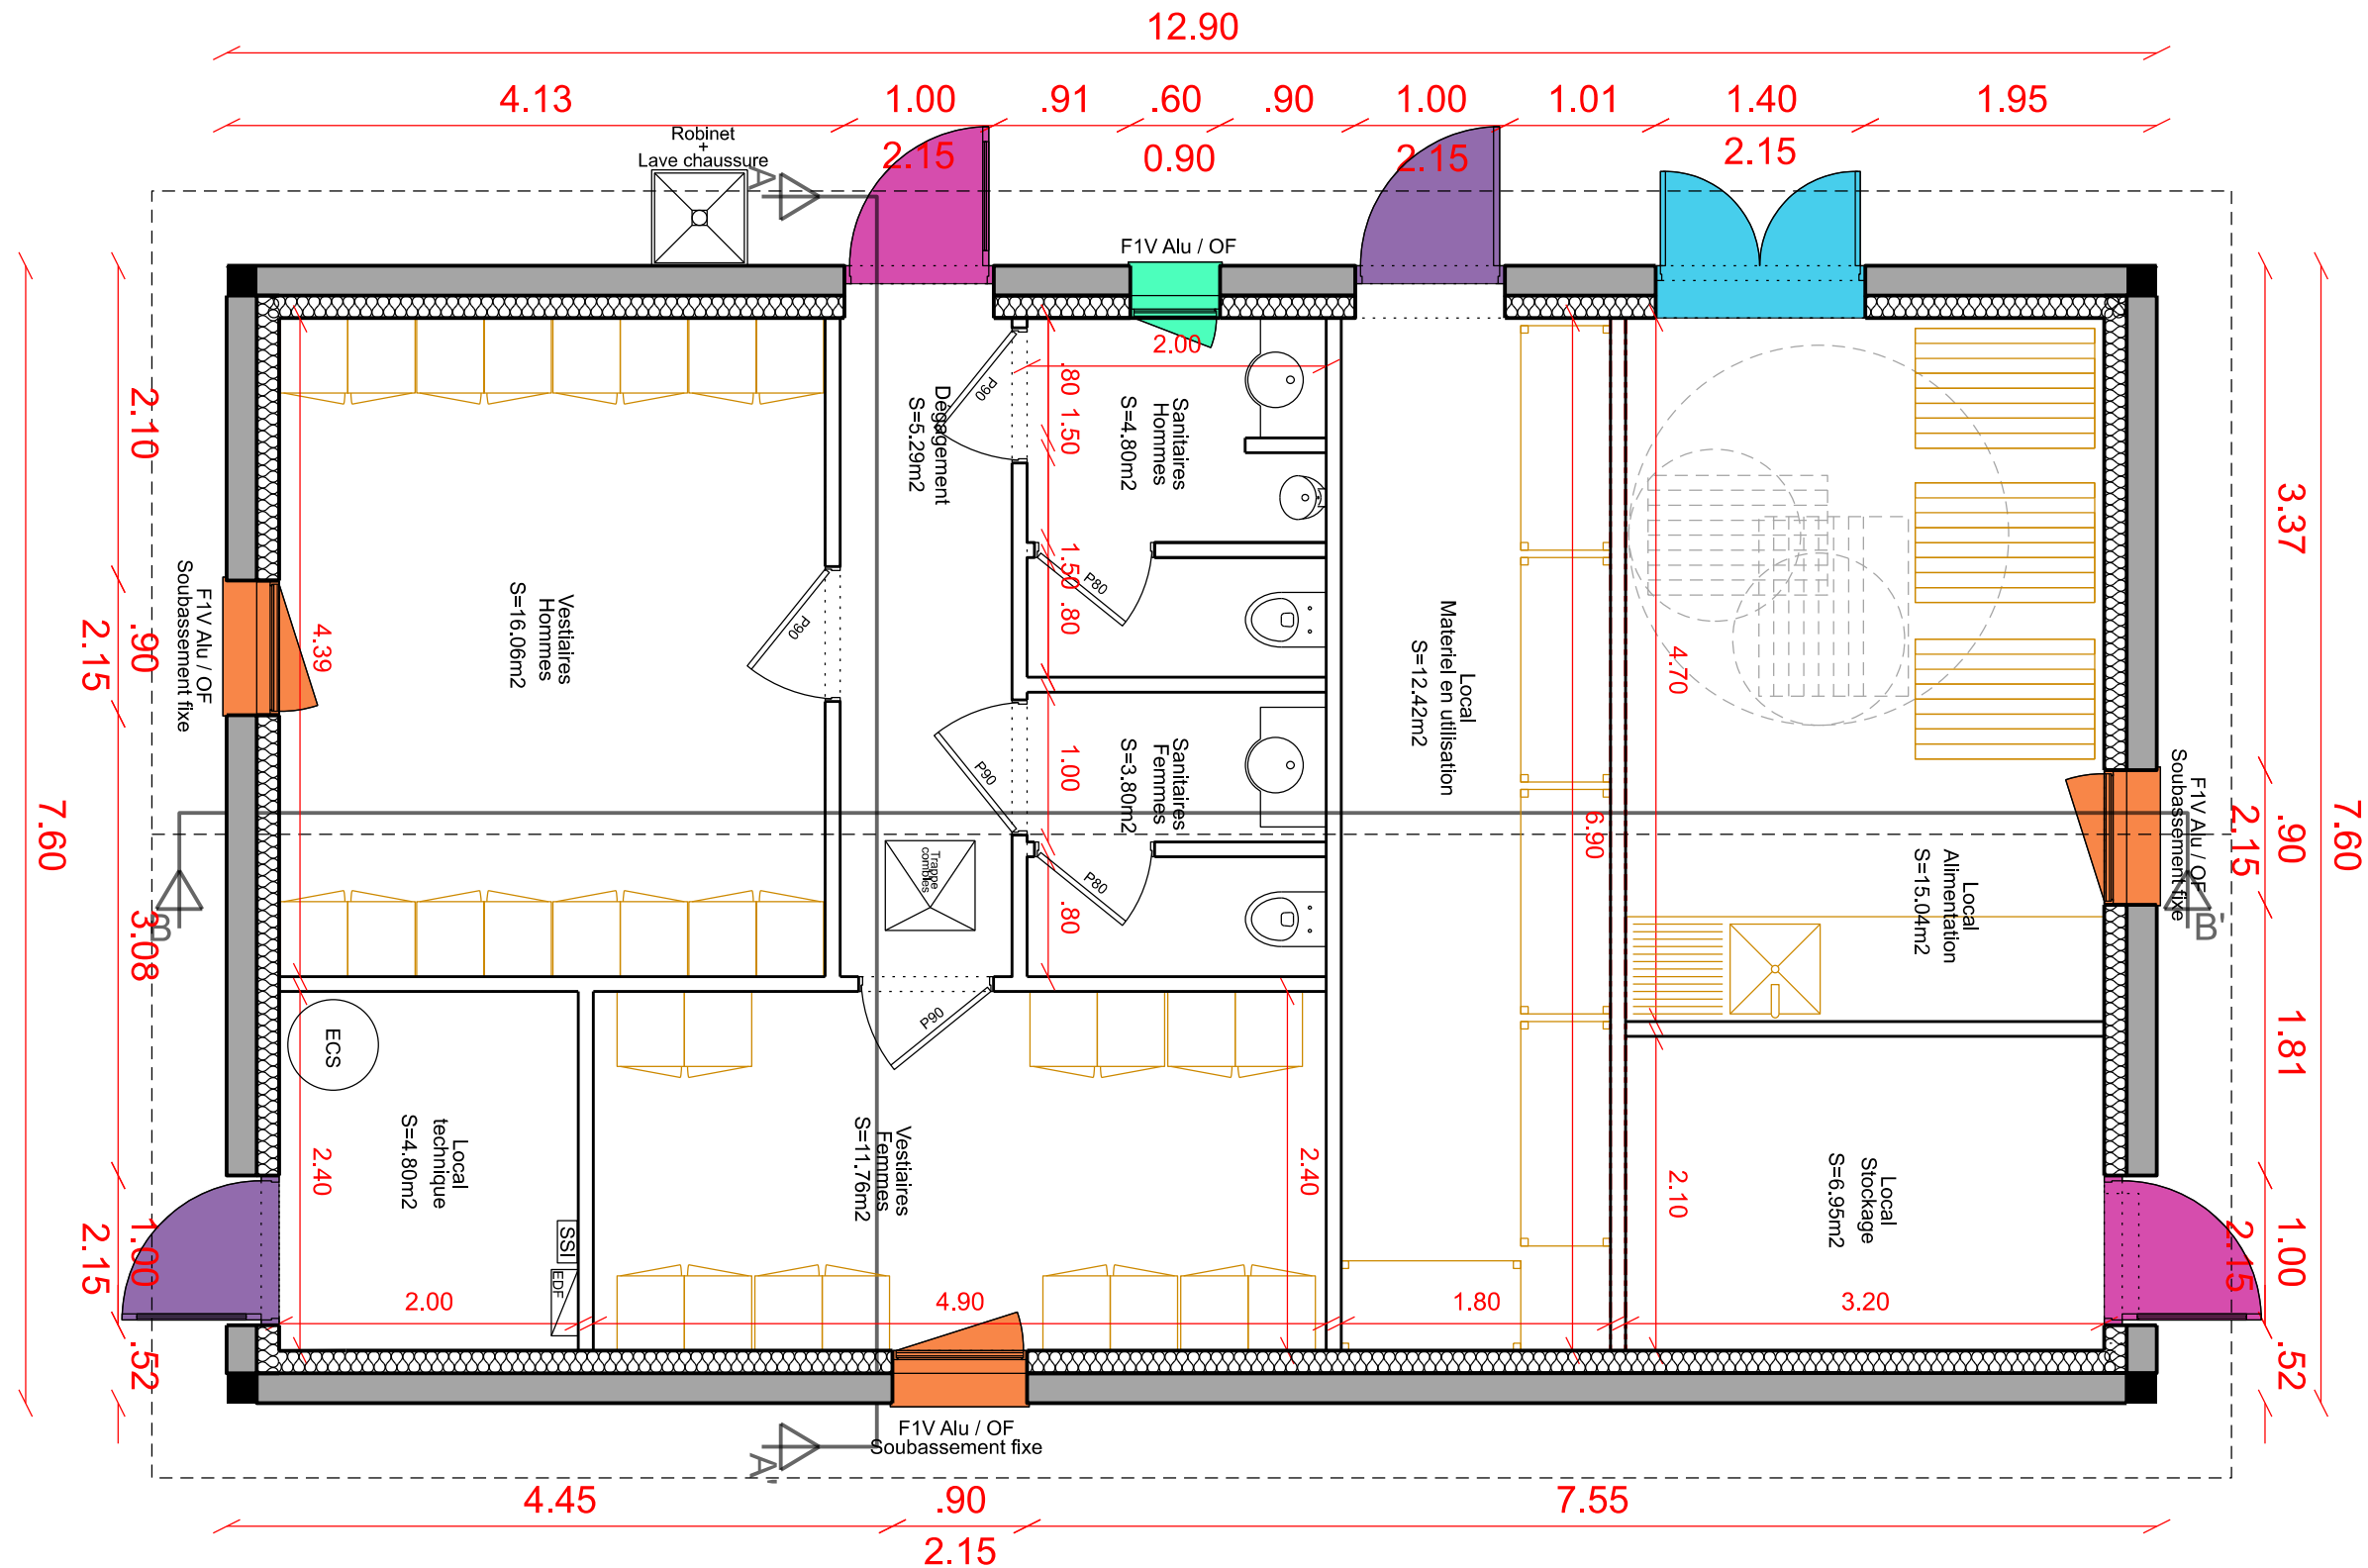 12.90
4.13 1.00 .91 .60 .90 1.00 1.01 1.40 1.95
2.15 0.90 2.15 2.15
Robinet
+
Lave chaussure
A
F1V Alu / OF
2.00
7.60
2.10
.90
2.15
3.08
1.00
2.15
.52
F1V Alu / OF
Soubassement fixe
B
4.39
2.40
Vestiaires
Hommes
S=16.06m2
P90
Dégagement
S=5.29m2
P90
P90
P90
Trappe
combles
.80
1.50
1.50
.80
1.00
.80
Sanitaires
Hommes
S=4.80m2
P80
Sanitaires
Femmes
S=3.80m2
P80
Local
Materiel en utilisation
S=12.42m2
6.90
4.70
2.10
Local
Alimentation
S=15.04m2
Local
Stockage
S=6.95m2
ECS
Local
technique
S=4.80m2
SSI
EDF
Vestiaires
Femmes
S=11.76m2
2.40
2.00 4.90 1.80 3.20
F1V Alu / OF
Soubassement fixe
B'
3.37
.90
2.15
1.81
1.00
2.15
.52
7.60
F1V Alu / OF
Soubassement fixe
A'
4.45 .90 7.55
2.15